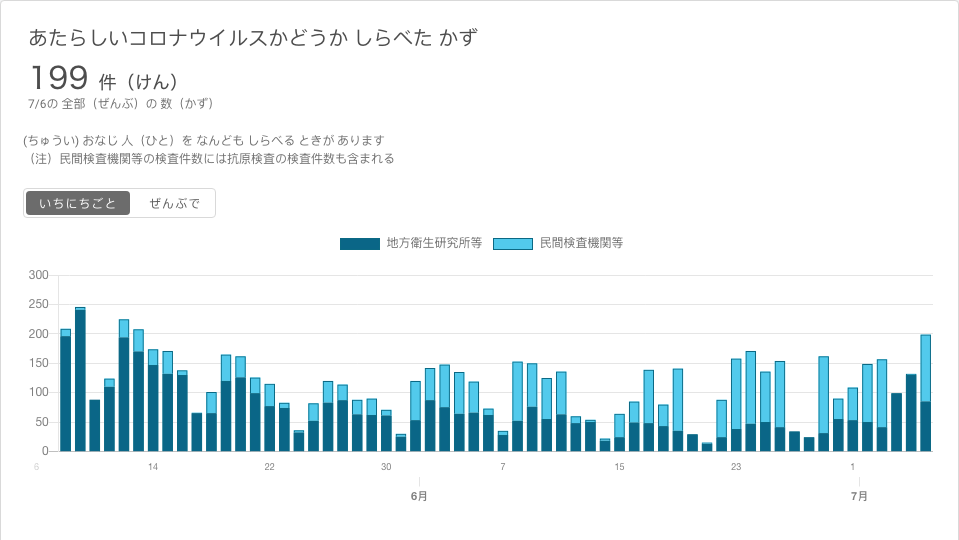 あたらしいコロナウイルスかどうか しらべた かず
199 件（けん）
7/6の 全部（ぜんぶ）の 数（かず）
(ちゅうい) おなじ 人（ひと）を なんども しらべる ときが あります
（注）民間検査機関等の検査件数には抗原検査の検査件数も含まれる
いちにちごと ぜんぶで
地方衛生研究所等 民間検査機関等
300
250
200
150
100
50
0
6 14 22 30 7 15 23 1
6月 7月